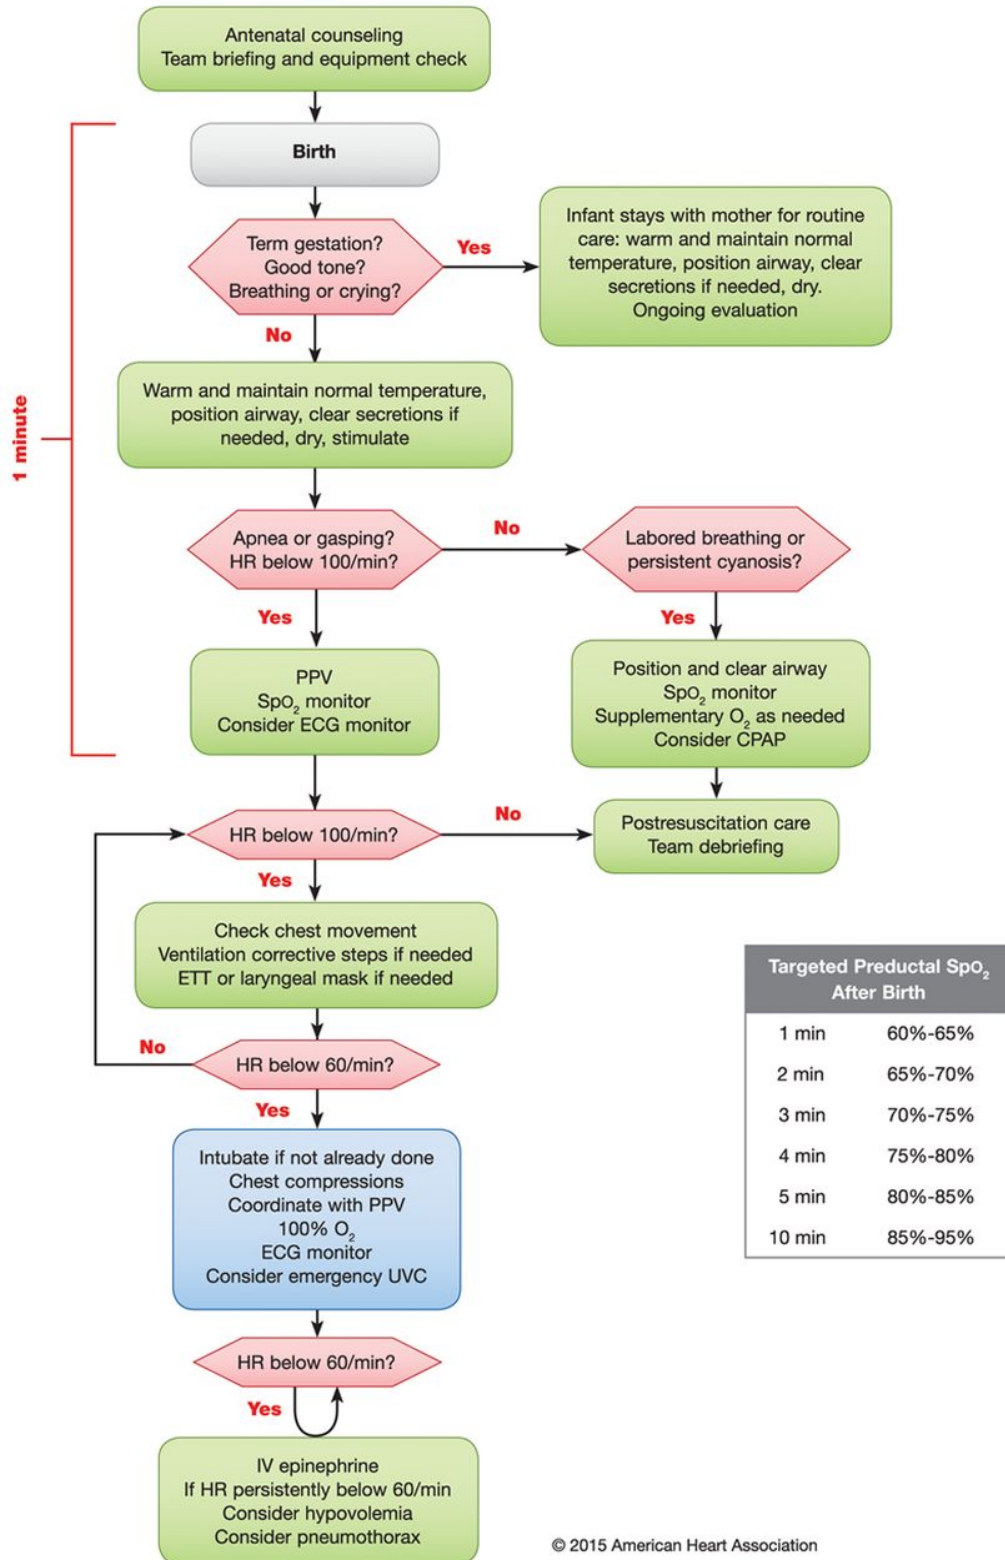 Antenatal counseling
Team briefing and equipment check
Birth
Term gestation?
Good tone?
Breathing or crying?
Yes
Infant stays with mother for routine
care: warm and maintain normal
temperature, position airway, clear
secretions if needed, dry.
Ongoing evaluation
No
Warm and maintain normal temperature,
position airway, clear secretions if
needed, dry, stimulate
1 minute
Apnea or gasping?
HR below 100/min?
No
Labored breathing or
persistent cyanosis?
Yes
Yes
PPV
SpO₂ monitor
Consider ECG monitor
Position and clear airway
SpO₂ monitor
Supplementary O₂ as needed
Consider CPAP
HR below 100/min?
No
Postresuscitation care
Team debriefing
Yes
Check chest movement
Ventilation corrective steps if needed
ETT or laryngeal mask if needed
No
HR below 60/min?
Yes
Intubate if not already done
Chest compressions
Coordinate with PPV
100% O₂
ECG monitor
Consider emergency UVC
HR below 60/min?
Yes
IV epinephrine
If HR persistently below 60/min
Consider hypovolemia
Consider pneumothorax
Targeted Preductal SpO₂
After Birth
1 min 60%-65%
2 min 65%-70%
3 min 70%-75%
4 min 75%-80%
5 min 80%-85%
10 min 85%-95%
© 2015 American Heart Association